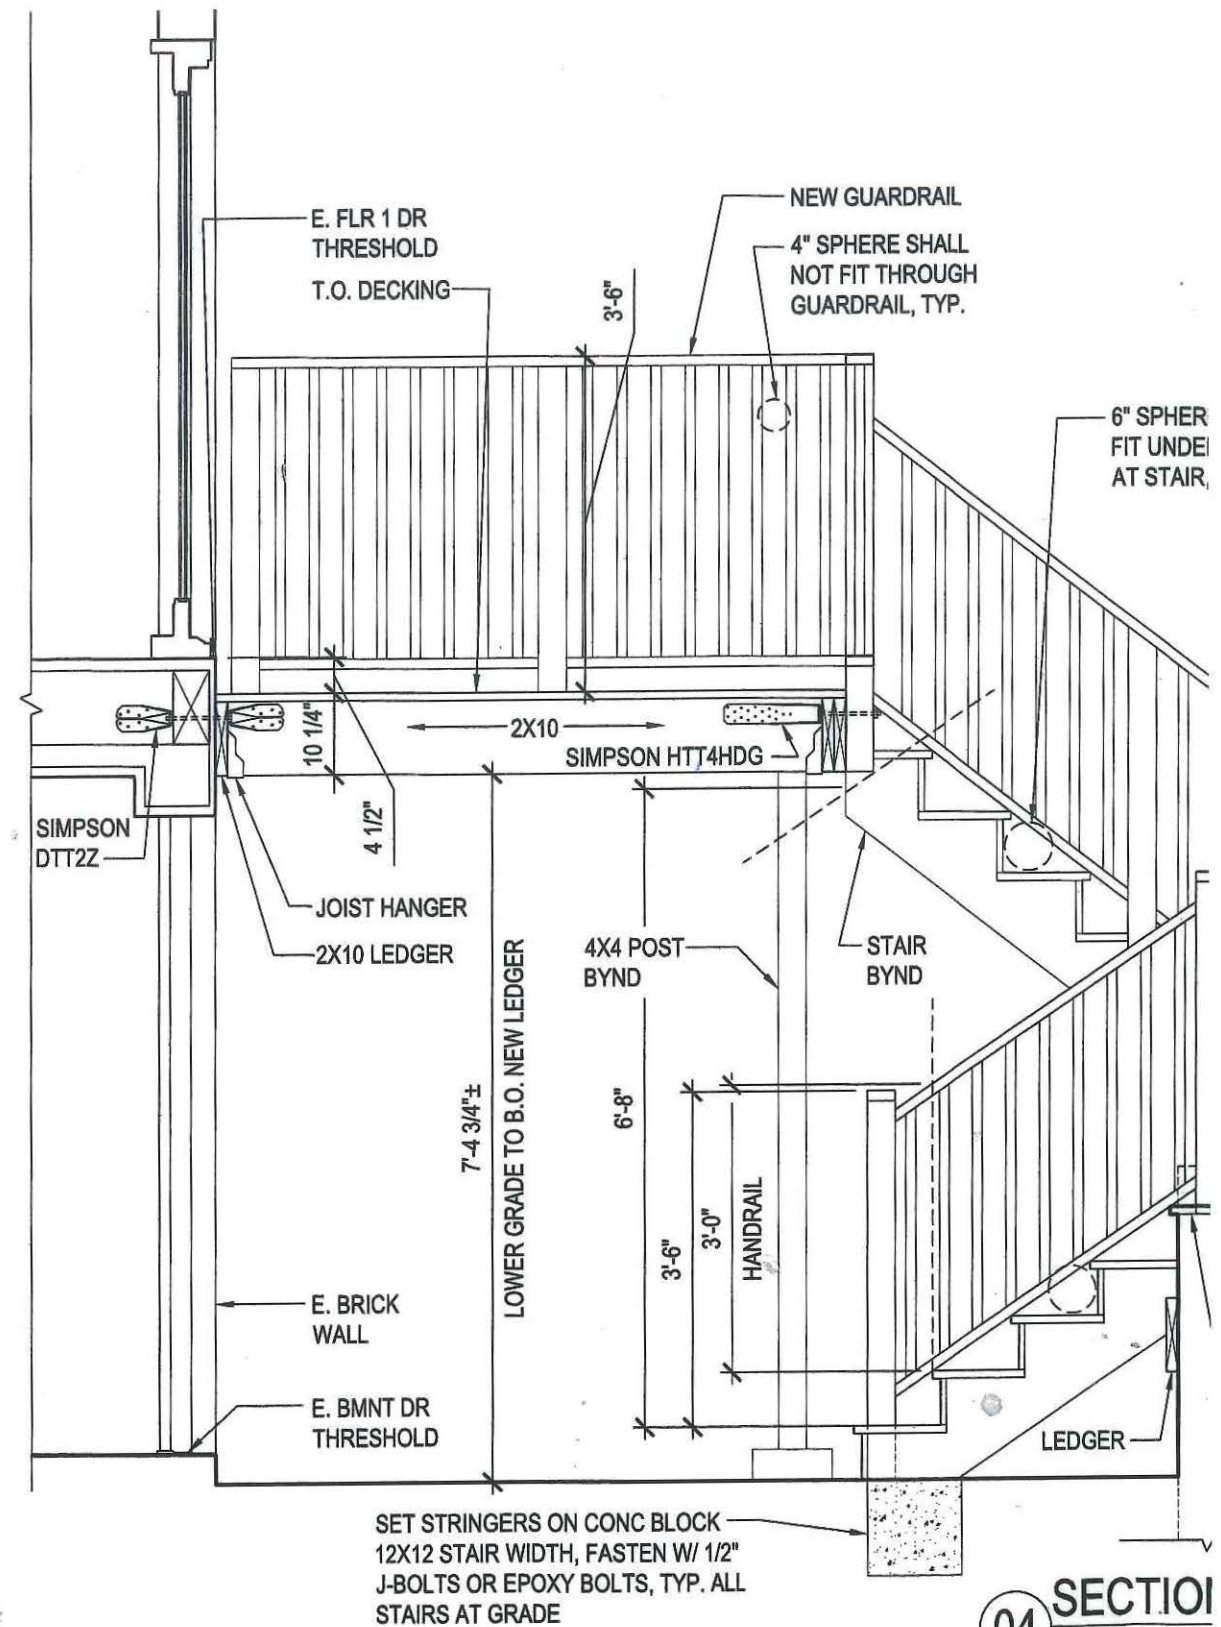 E. FLR 1 DR
THRESHOLD
T.O. DECKING
3'-6"
NEW GUARDRAIL
4" SPHERE SHALL
NOT FIT THROUGH
GUARDRAIL, TYP.
6" SPHER
FIT UNDE
AT STAIR,
10 1/4"
2X10
SIMPSON HTT4HDG
4 1/2"
SIMPSON
DTT2Z
JOIST HANGER
2X10 LEDGER
4X4 POST
BYND
STAIR
BYND
7'-4 3/4"±
LOWER GRADE TO B.O. NEW LEDGER
6'-8"
3'-6"
3'-0"
HANDRAIL
E. BRICK
WALL
E. BMNT DR
THRESHOLD
LEDGER
SET STRINGERS ON CONC BLOCK
12X12 STAIR WIDTH, FASTEN W/ 1/2"
J-BOLTS OR EPOXY BOLTS, TYP. ALL
STAIRS AT GRADE
04
SECTIO